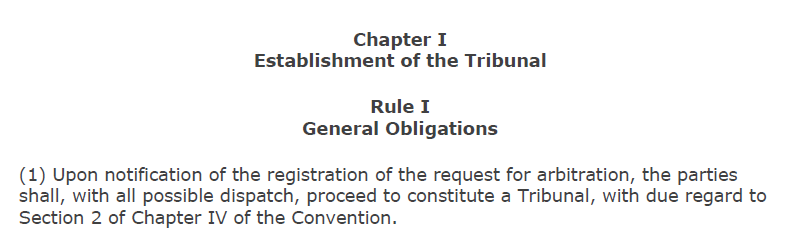 Chapter I
Establishment of the Tribunal
Rule I
General Obligations
(1) Upon notification of the registration of the request for arbitration, the parties
shall, with all possible dispatch, proceed to constitute a Tribunal, with due regard to
Section 2 of Chapter IV of the Convention.